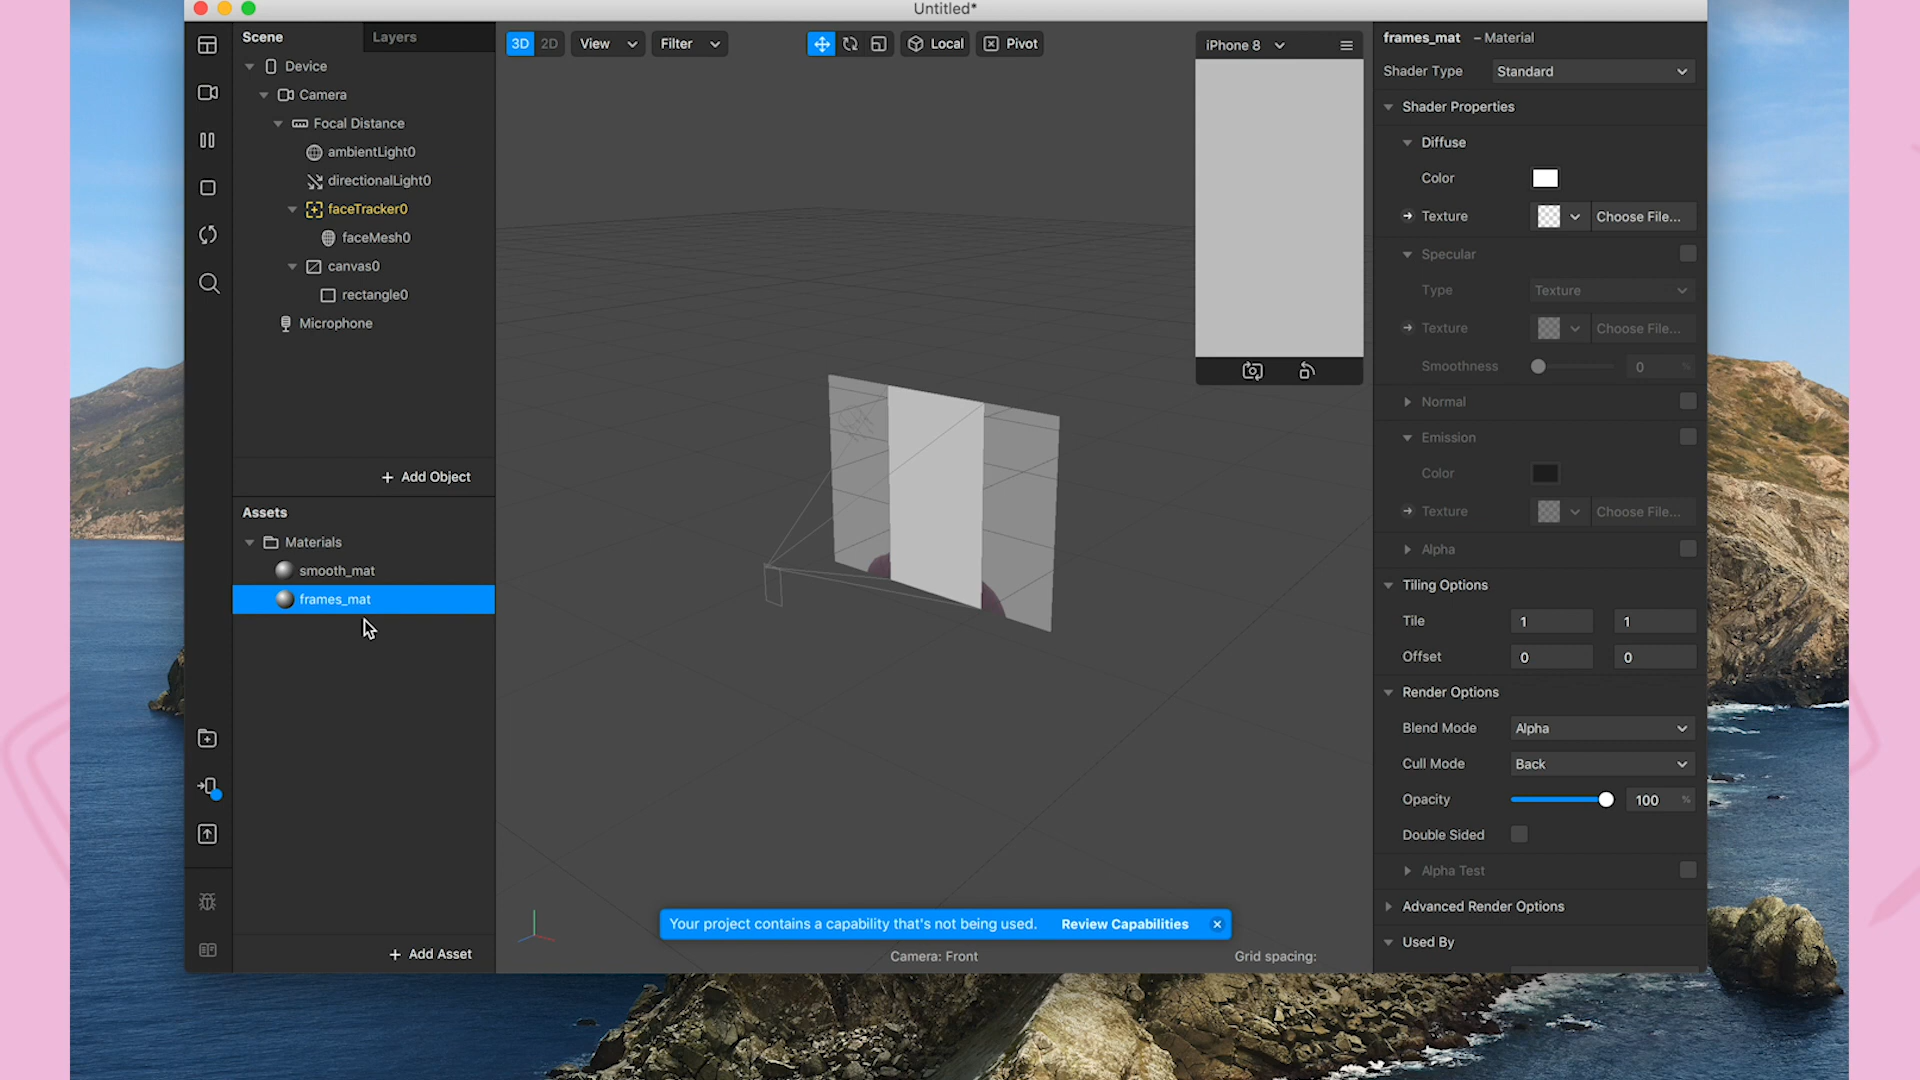 Untitled*
Scene
Layers
Device
Camera
Focal Distance
ambientLight0
directionalLight0
faceTracker0
faceMesh0
canvas0
rectangle0
Microphone
+ Add Object
Assets
Materials
smooth_mat
frames_mat
+ Add Asset
3D 2D View Filter Local Pivot
iPhone 8
Your project contains a capability that's not being used. Review Capabilities
Camera: Front
Grid spacing:
frames_mat – Material
Shader Type Standard
Shader Properties
Diffuse
Color
Texture Choose File...
Specular
Type Texture
Texture Choose File...
Smoothness 0 %
Normal
Emission
Color
Texture Choose File...
Alpha
Tiling Options
Tile 1 1
Offset 0 0
Render Options
Blend Mode Alpha
Cull Mode Back
Opacity 100 %
Double Sided
Alpha Test
Advanced Render Options
Used By